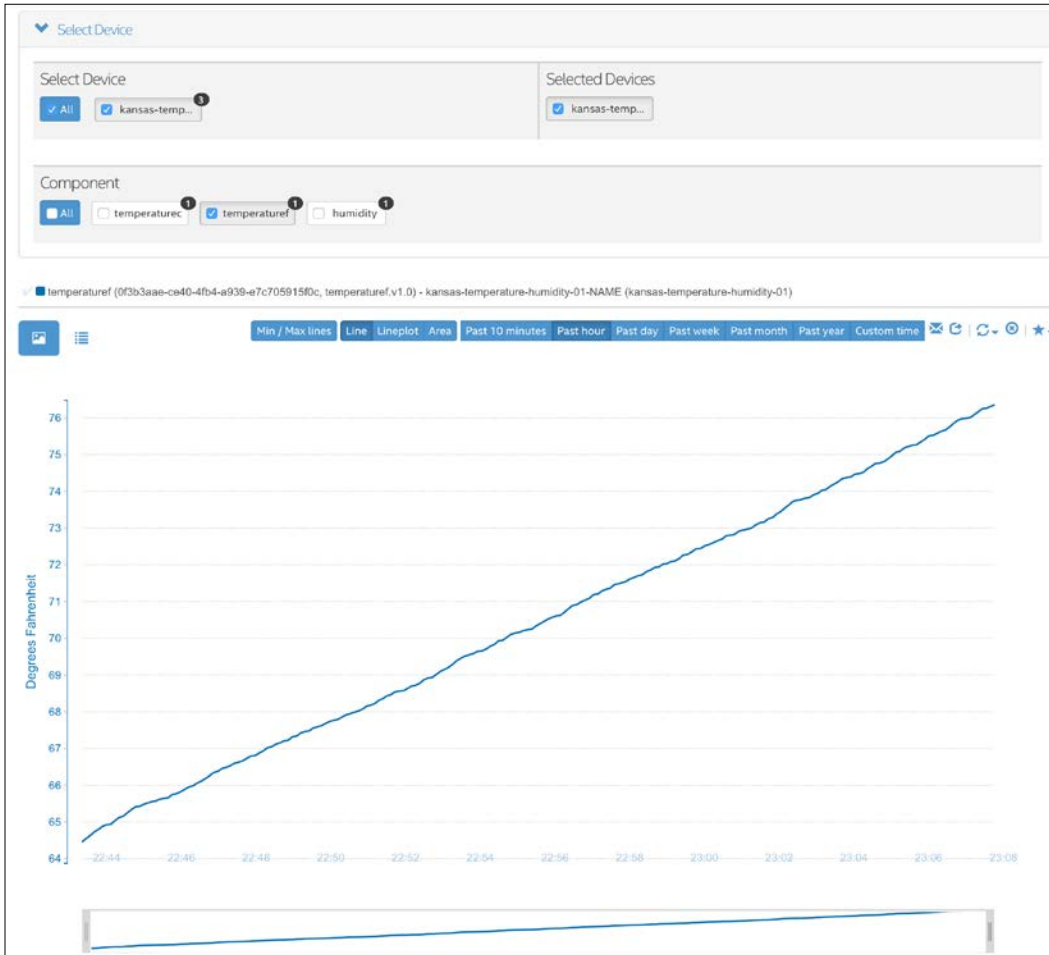 Select Device
Select Device
All
kansas-temp...
3
Selected Devices
kansas-temp...
Component
All
temperaturec
1
temperaturef
1
humidity
1
temperaturef (0f3b3aae-ce40-4fb4-a939-e7c705915f0c, temperaturef.v1.0) - kansas-temperature-humidity-01-NAME (kansas-temperature-humidity-01)
Min / Max lines Line Lineplot Area Past 10 minutes Past hour Past day Past week Past month Past year Custom time
Degrees Fahrenheit
76
75
74
73
72
71
70
69
68
67
66
65
64
22:44 22:46 22:48 22:50 22:52 22:54 22:56 22:58 23:00 23:02 23:04 23:06 23:08